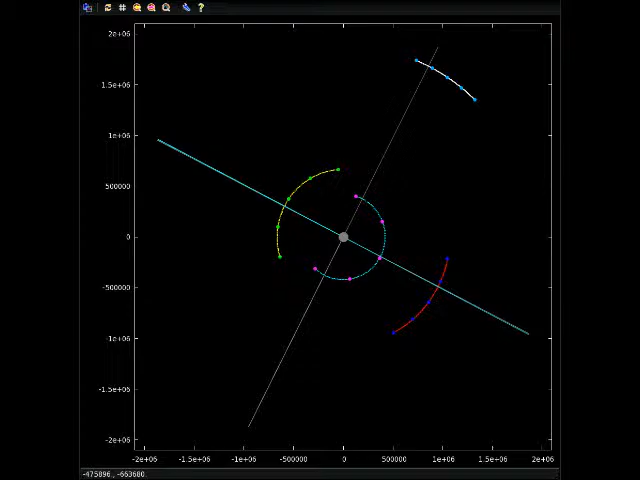 2e+06
1.5e+06
1e+06
500000
0
-500000
-1e+06
-1.5e+06
-2e+06
-2e+06 -1.5e+06 -1e+06 -500000 0 500000 1e+06 1.5e+06 2e+06
-475896., -663680.